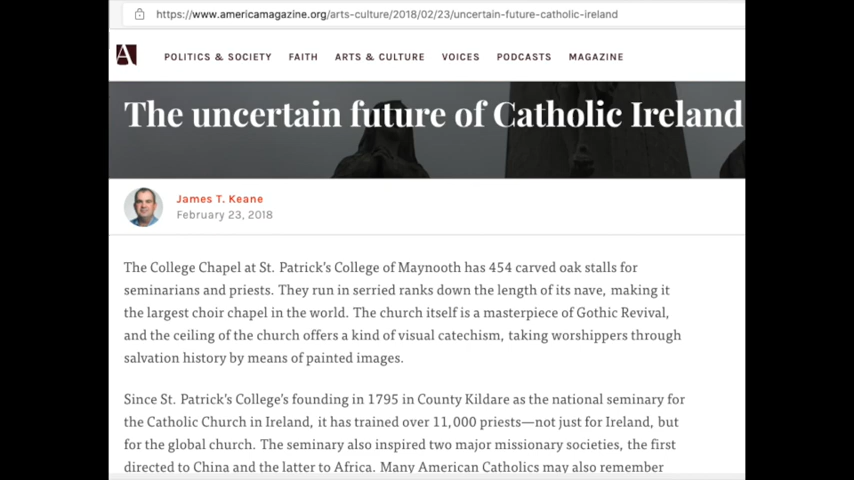 https://www.americamagazine.org/arts-culture/2018/02/23/uncertain-future-catholic-ireland
A
POLITICS & SOCIETY FAITH ARTS & CULTURE VOICES PODCASTS MAGAZINE
The uncertain future of Catholic Ireland
James T. Keane
February 23, 2018
The College Chapel at St. Patrick's College of Maynooth has 454 carved oak stalls for
seminarians and priests. They run in serried ranks down the length of its nave, making it
the largest choir chapel in the world. The church itself is a masterpiece of Gothic Revival,
and the ceiling of the church offers a kind of visual catechism, taking worshippers through
salvation history by means of painted images.
Since St. Patrick's College's founding in 1795 in County Kildare as the national seminary for
the Catholic Church in Ireland, it has trained over 11,000 priests—not just for Ireland, but
for the global church. The seminary also inspired two major missionary societies, the first
directed to China and the latter to Africa. Many American Catholics may also remember